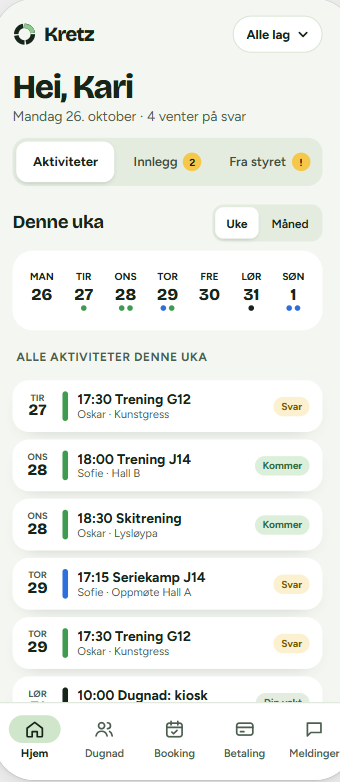 Kretz
Alle lag
Hei, Kari
Mandag 26. oktober · 4 venter på svar
Aktiviteter Innlegg 2 Fra styret !
Denne uka
Uke Måned
MAN TIR ONS TOR FRE LØR SØN
26 27 28 29 30 31 1
ALLE AKTIVITETER DENNE UKA
TIR 27
17:30 Trening G12
Oskar · Kunstgress
Svar
ONS 28
18:00 Trening J14
Sofie · Hall B
Kommer
ONS 28
18:30 Skitrening
Oskar · Lysløypa
Kommer
TOR 29
17:15 Seriekamp J14
Sofie · Oppmøte Hall A
Svar
TOR 29
17:30 Trening G12
Oskar · Kunstgress
Svar
LØR
10:00 Dugnad: kiosk
Hjem Dugnad Booking Betaling Meldinger